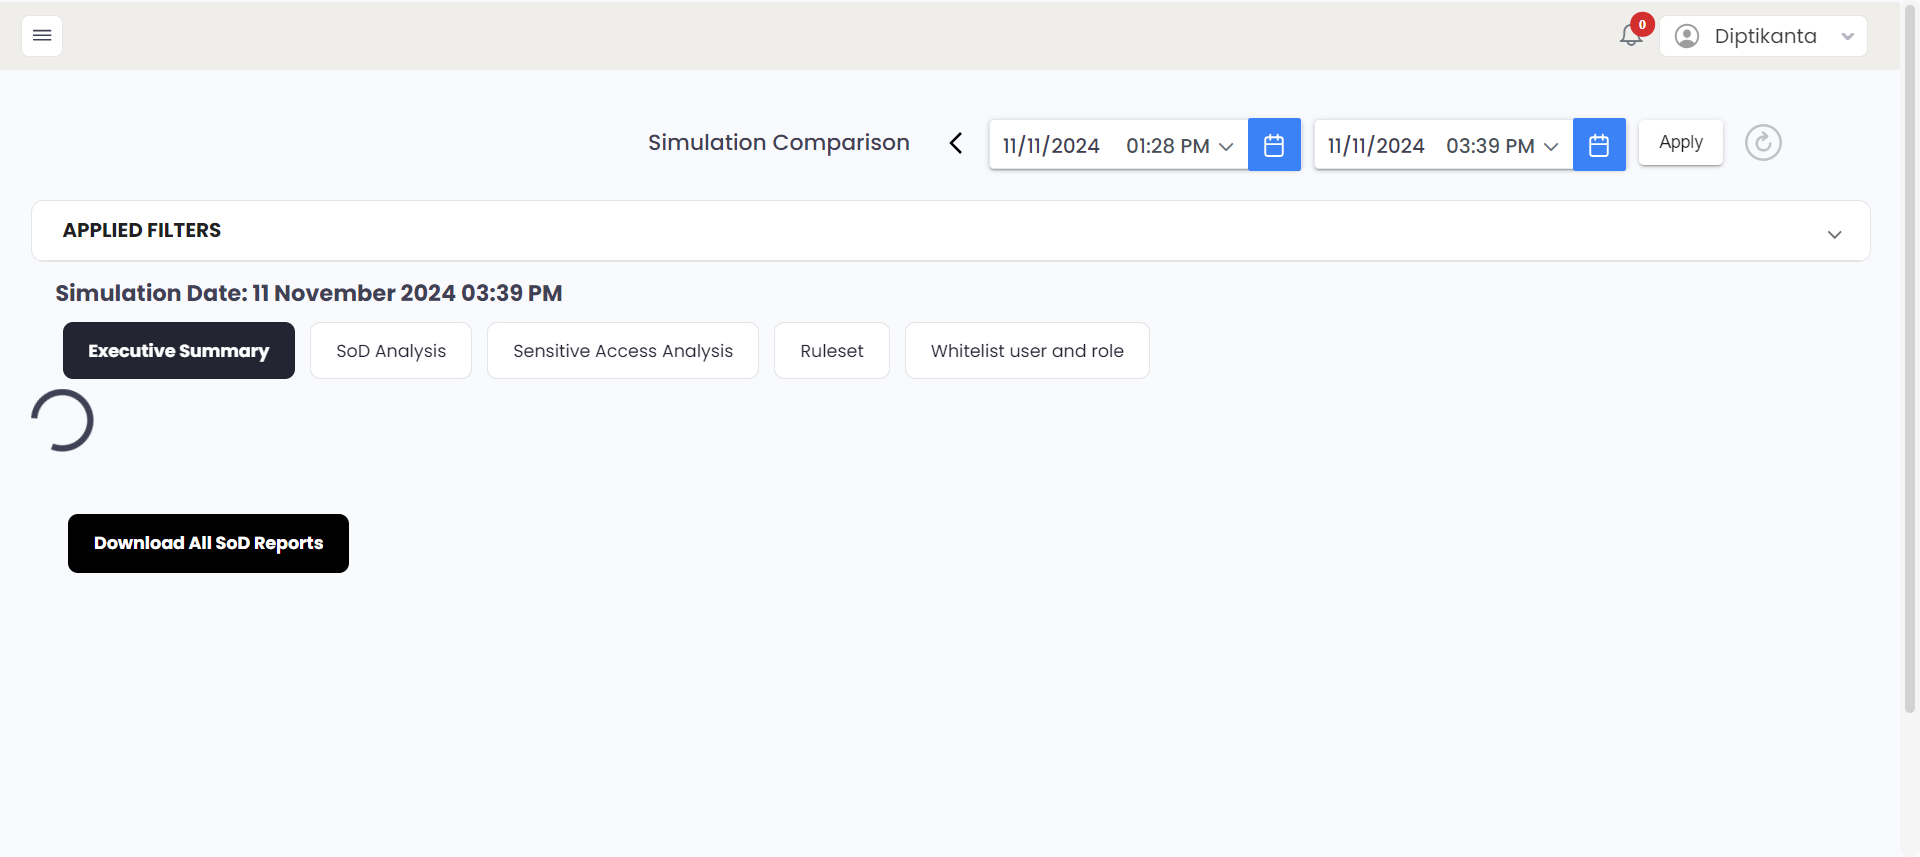 0
Diptikanta
Simulation Comparison
11/11/2024 01:28 PM
11/11/2024 03:39 PM
Apply
APPLIED FILTERS
Simulation Date: 11 November 2024 03:39 PM
Executive Summary
SoD Analysis
Sensitive Access Analysis
Ruleset
Whitelist user and role
Download All SoD Reports